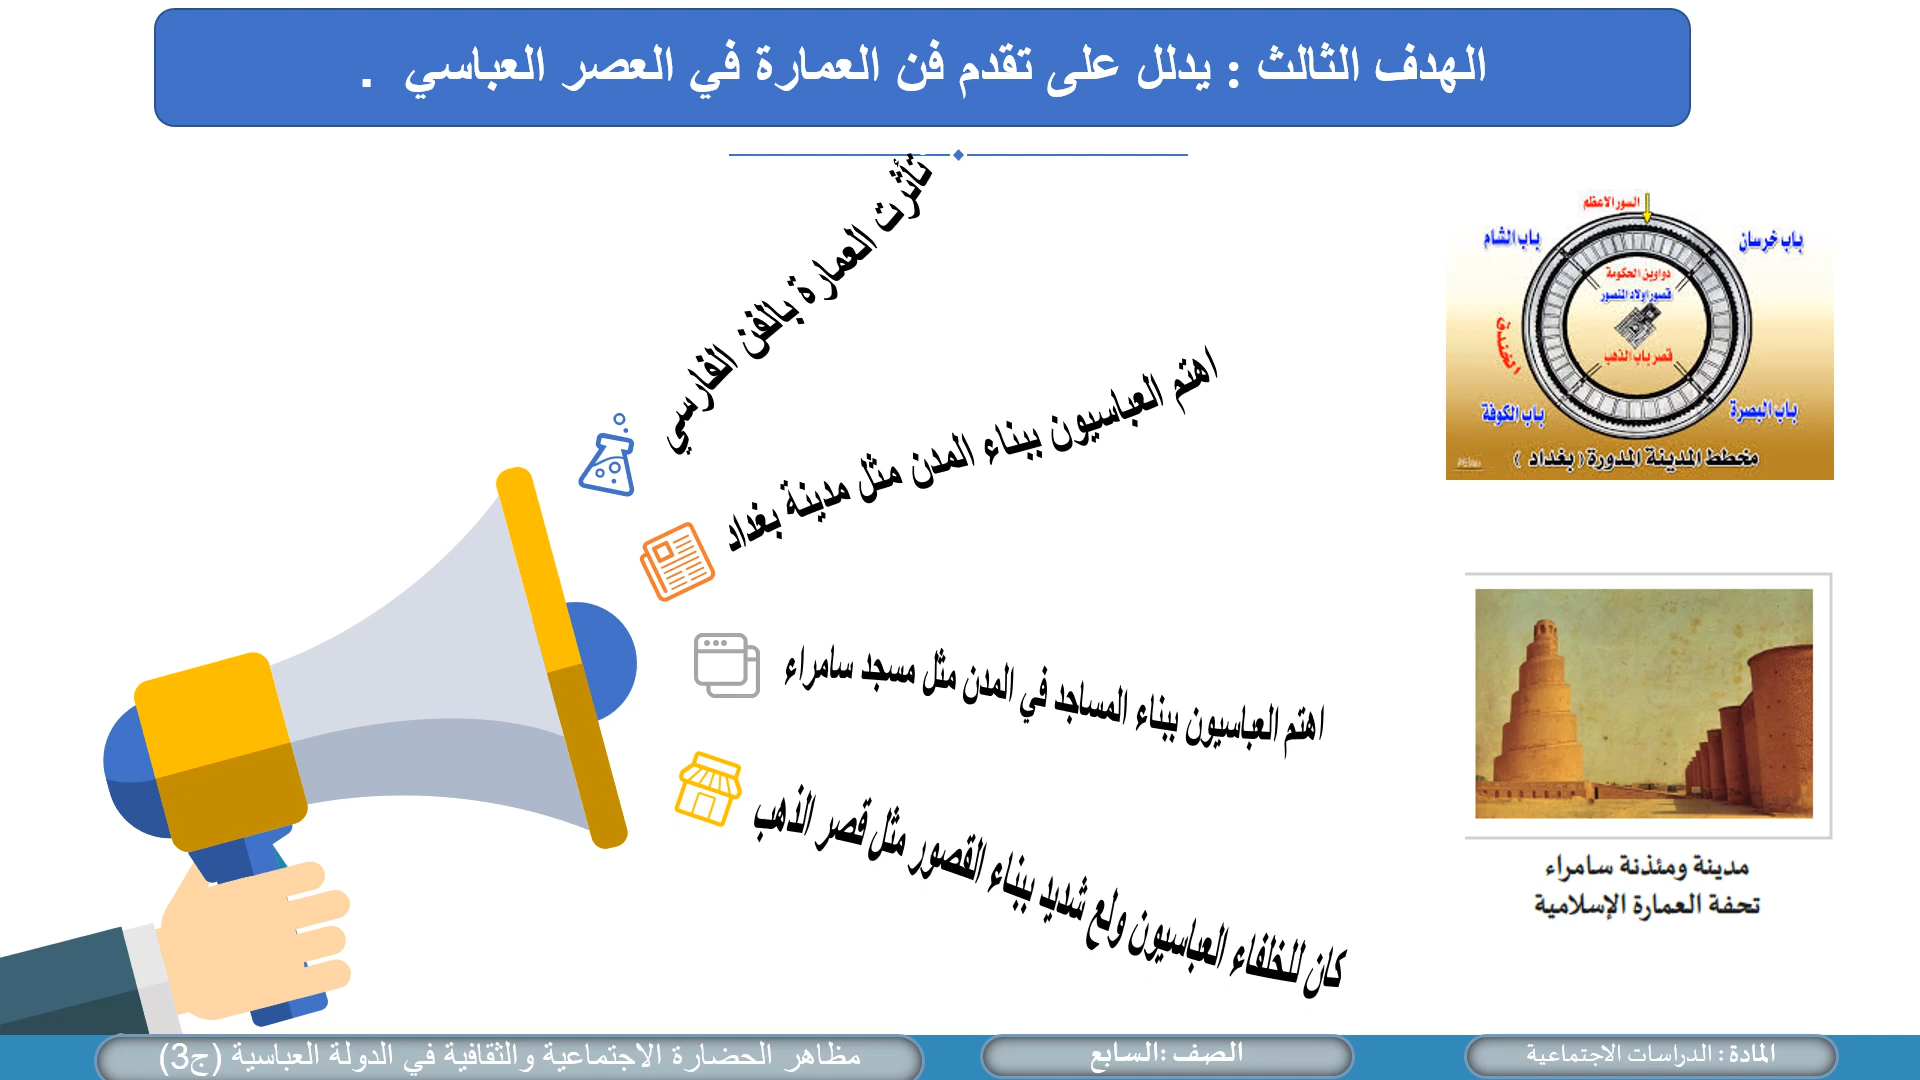 الهدف الثالث : يدلل على تقدم فن العمارة في العصر العباسي .
تأثرت العمارة بالفن الفارسي
اهتم العباسيون ببناء المدن مثل مدينة بغداد
اهتم العباسيون ببناء المساجد في المدن مثل مسجد سامراء
كان للخلفاء العباسيون ولع شديد ببناء القصور مثل قصر الذهب
السور الاعظم
باب خرسان
باب الشام
دواوين الحكومة
قصور اولاد المنصور
الخندق
قصر باب الذهب
باب البصرة
باب الكوفة
مخطط المدينة المدورة ( بغداد )
مدينة ومئذنة سامراء
تحفة العمارة الإسلامية
المادة : الدراسات الاجتماعية
الصف :السابع
مظاهر الحضارة الاجتماعية والثقافية في الدولة العباسية (ج3)